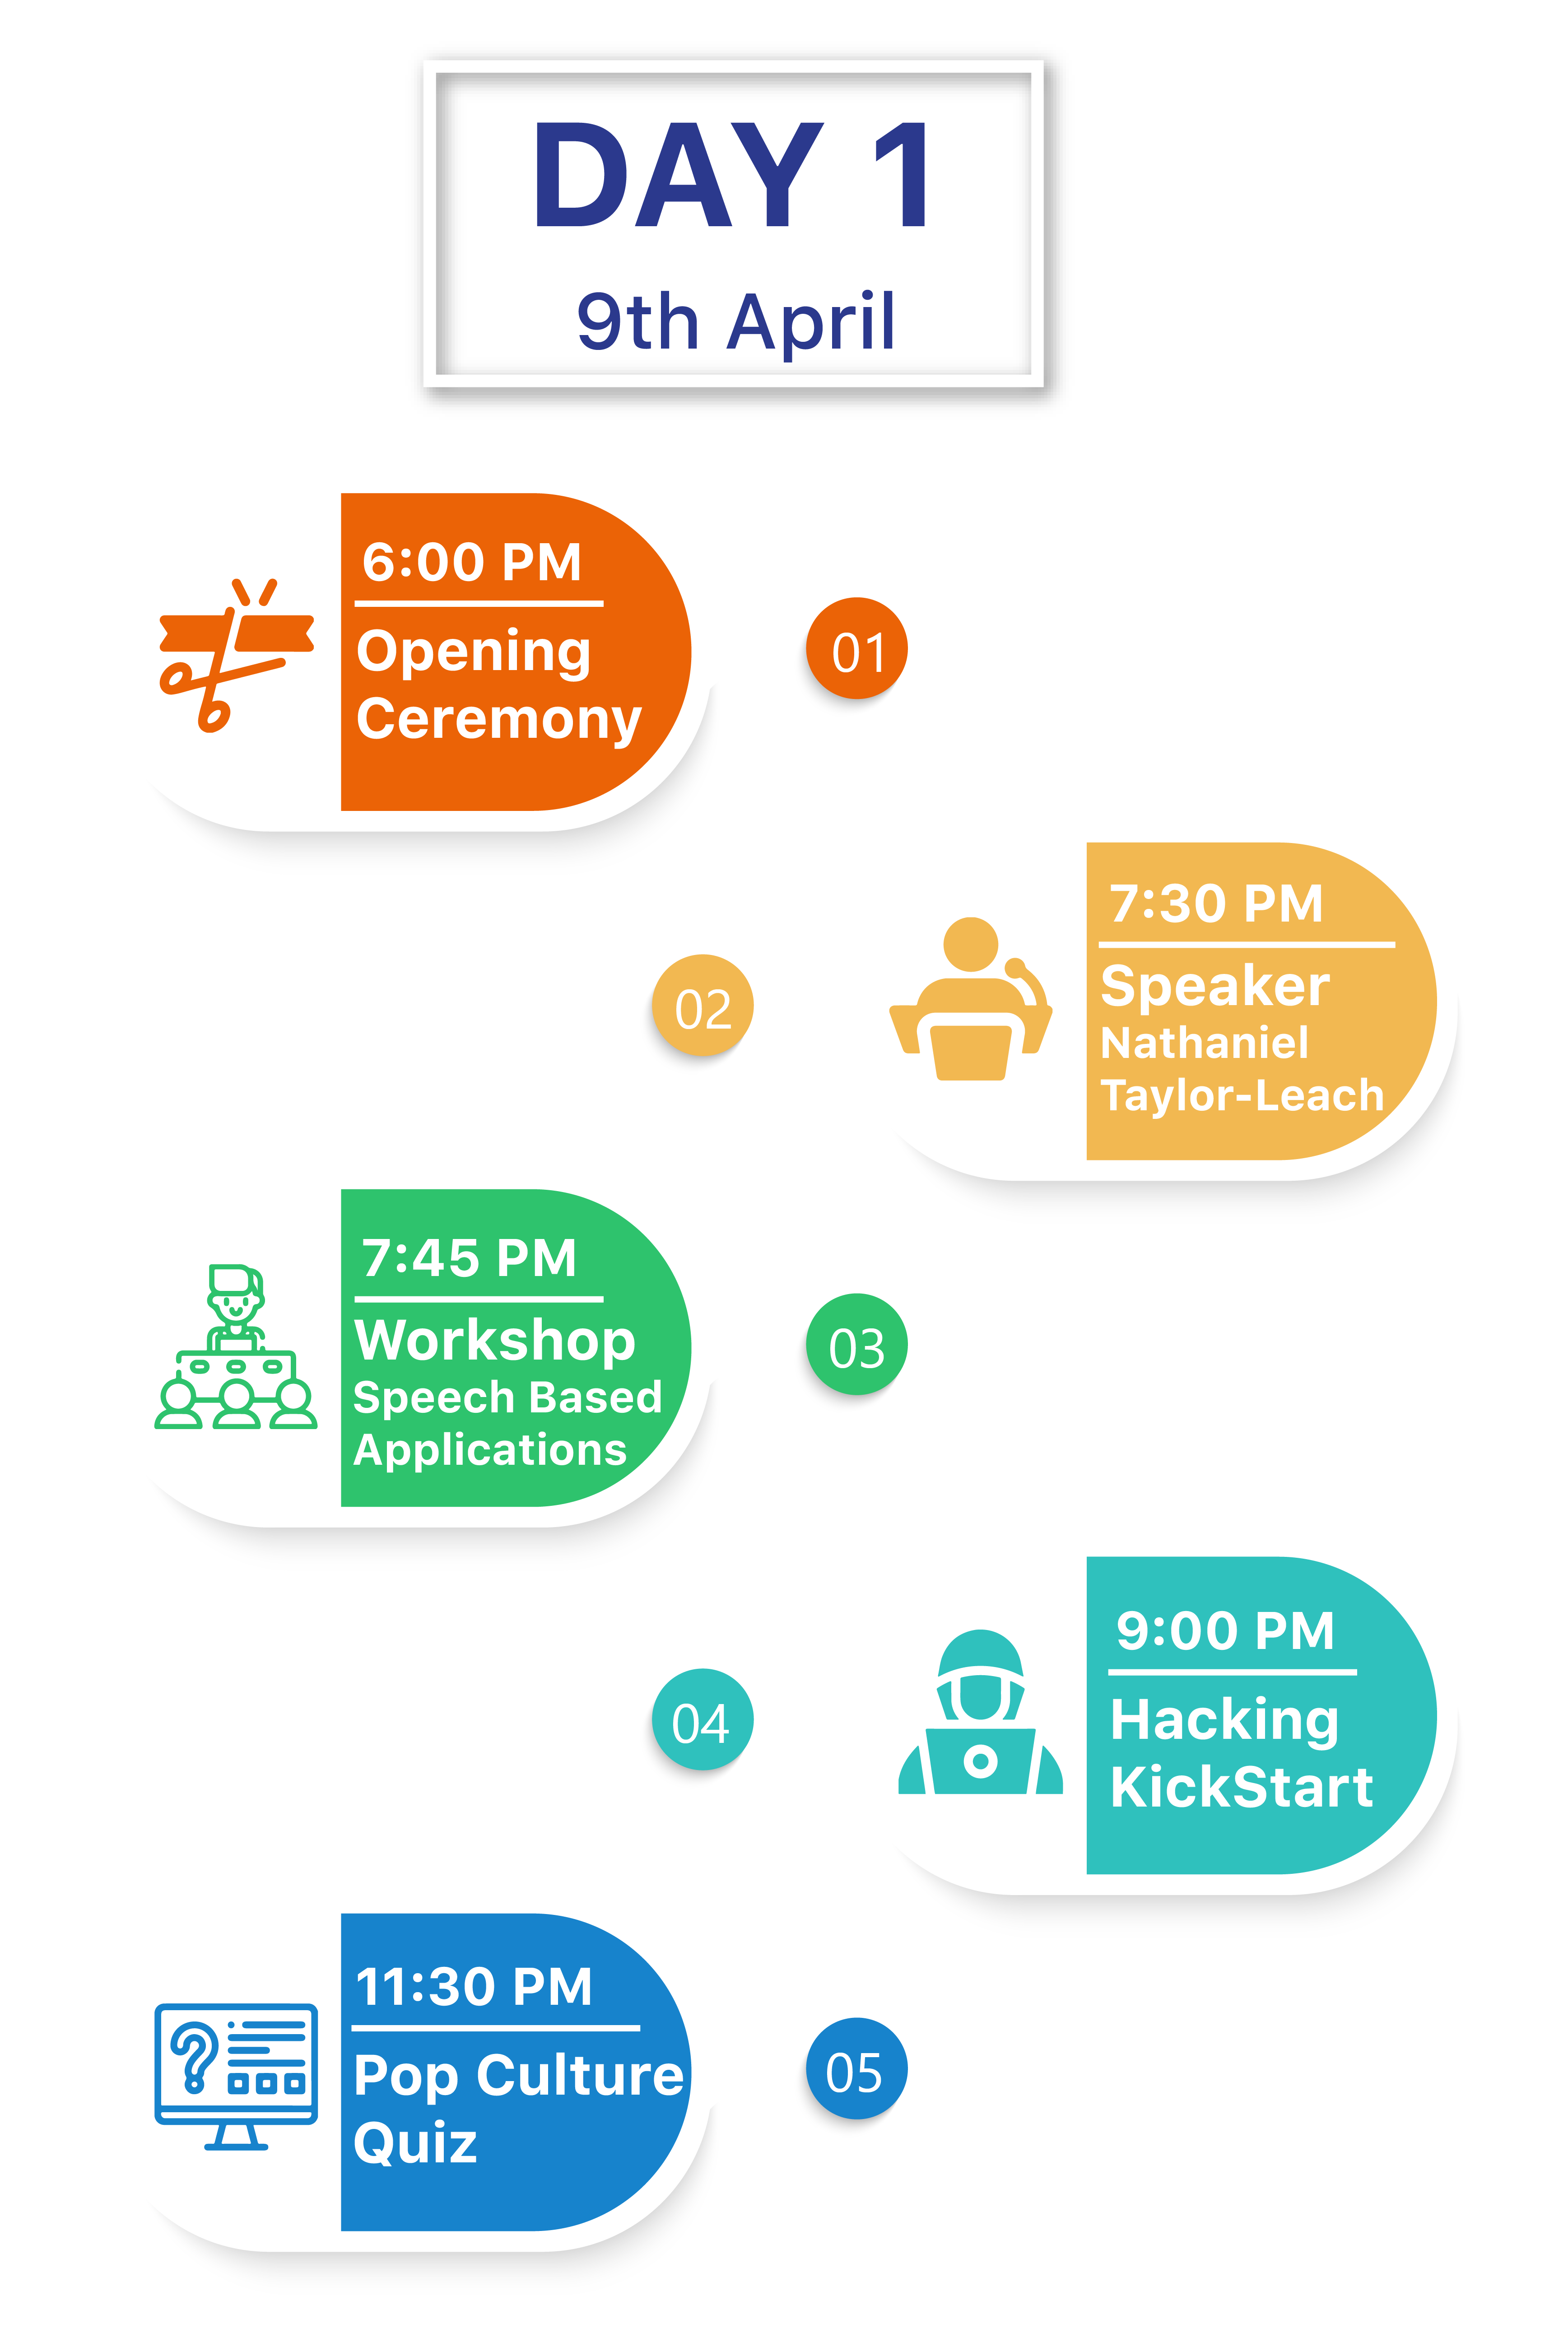 DAY 1
9th April
6:00 PM
Opening
Ceremony
01
7:30 PM
Speaker
Nathaniel
Taylor-Leach
02
7:45 PM
Workshop
Speech Based
Applications
03
9:00 PM
Hacking
KickStart
04
11:30 PM
Pop Culture
Quiz
05